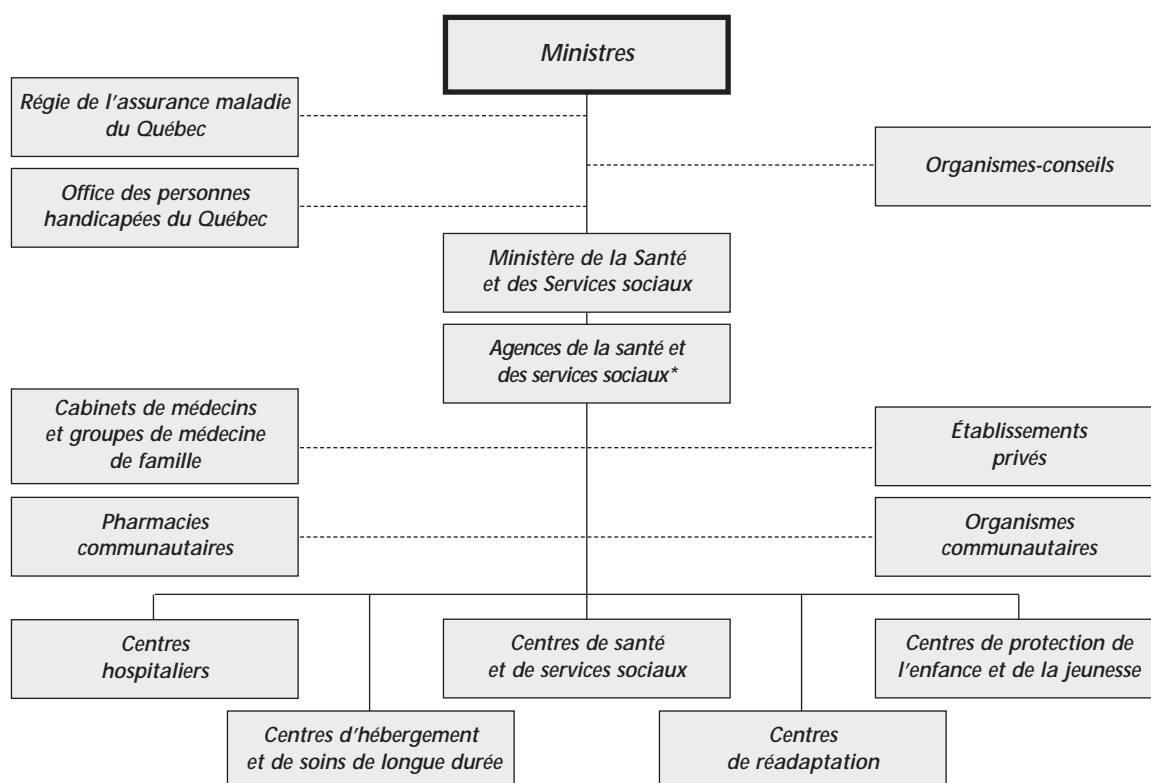 Ministres
Régie de l'assurance maladie
du Québec
Organismes-conseils
Office des personnes
handicapées du Québec
Ministère de la Santé
et des Services sociaux
Agences de la santé et
des services sociaux*
Cabinets de médecins
et groupes de médecine
de famille
Établissements
privés
Pharmacies
communautaires
Organismes
communautaires
Centres
hospitaliers
Centres de santé
et de services sociaux
Centres de protection de
l'enfance et de la jeunesse
Centres d'hébergement
et de soins de longue durée
Centres
de réadaptation